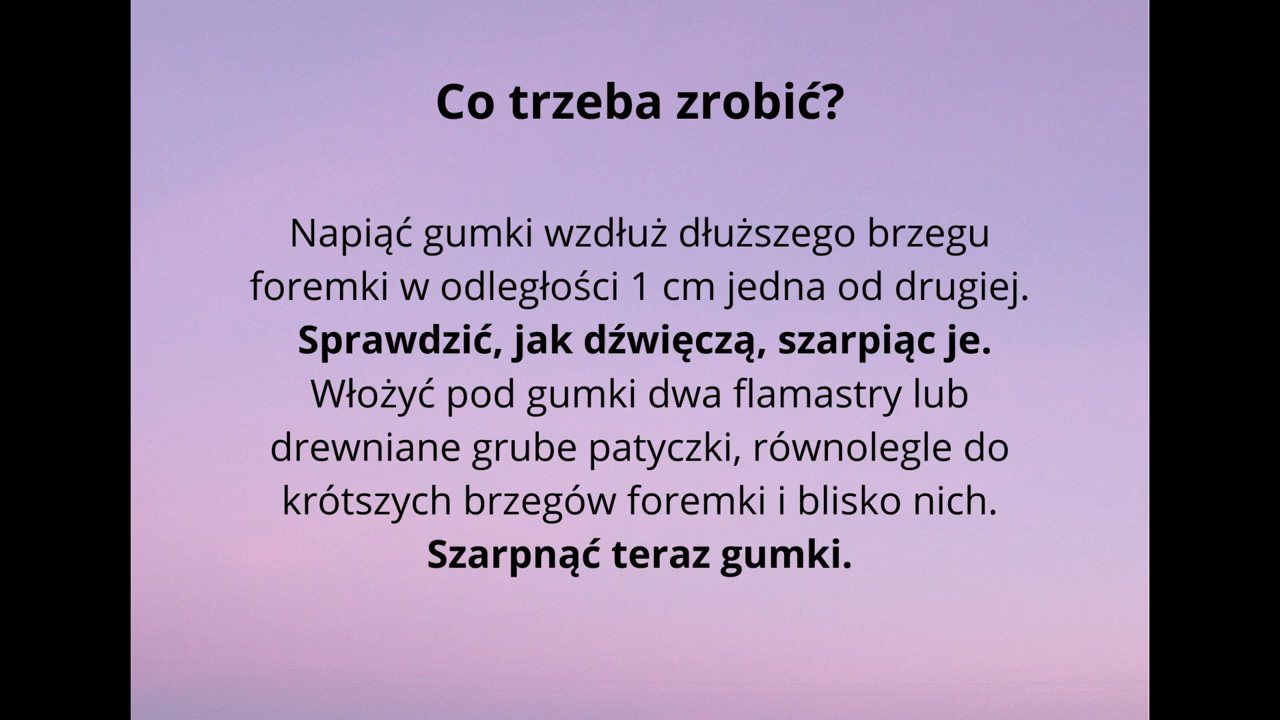 Co trzeba zrobić?
Napiąć gumki wzdłuż dłuższego brzegu
foremki w odległości 1 cm jedna od drugiej.
Sprawdzić, jak dźwięczą, szarpiąc je.
Włożyć pod gumki dwa flamastry lub
drewniane grube patyczki, równolegle do
krótszych brzegów foremki i blisko nich.
Szarpnąć teraz gumki.